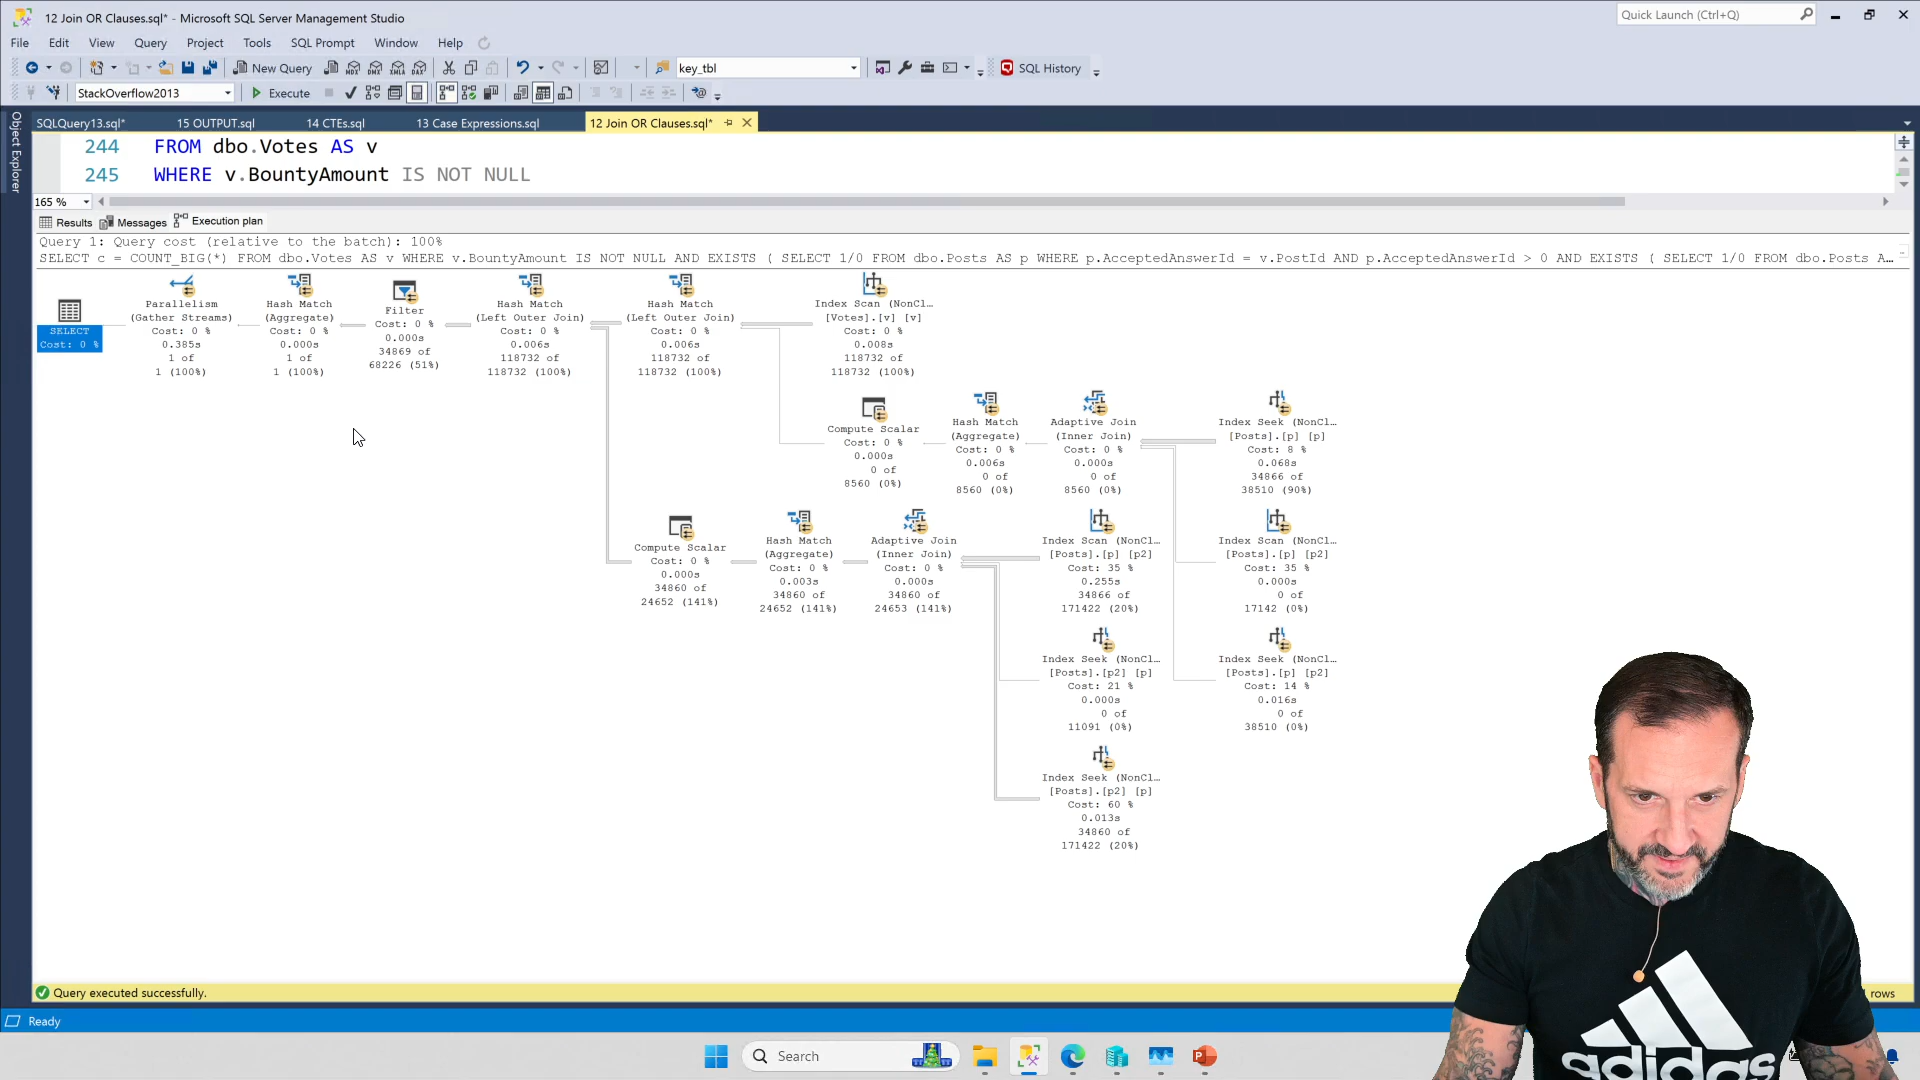 12 Join OR Clauses.sql* - Microsoft SQL Server Management Studio
Quick Launch (Ctrl+Q)
File Edit View Query Project Tools SQL Prompt Window Help
New Query
key_tbl
SQL History
StackOverflow2013
Execute
SQLQuery13.sql* 15 OUTPUT.sql 14 CTEs.sql 13 Case Expressions.sql 12 Join OR Clauses.sql*
Object Explorer
244 FROM dbo.Votes AS v
245 WHERE v.BountyAmount IS NOT NULL
165 %
Results Messages Execution plan
Query 1: Query cost (relative to the batch): 100%
SELECT c = COUNT_BIG(*) FROM dbo.Votes AS v WHERE v.BountyAmount IS NOT NULL AND EXISTS ( SELECT 1/0 FROM dbo.Posts AS p WHERE p.AcceptedAnswerId = v.PostId AND p.AcceptedAnswerId > 0 AND EXISTS ( SELECT 1/0 FROM dbo.Posts A…
SELECT
Cost: 0 %
Parallelism
(Gather Streams)
Cost: 0 %
0.385s
1 of
1 (100%)
Hash Match
(Aggregate)
Cost: 0 %
0.000s
1 of
1 (100%)
Filter
Cost: 0 %
0.000s
34869 of
68226 (51%)
Hash Match
(Left Outer Join)
Cost: 0 %
0.006s
118732 of
118732 (100%)
Hash Match
(Left Outer Join)
Cost: 0 %
0.006s
118732 of
118732 (100%)
Index Scan (NonCl…
[Votes].[v] [v]
Cost: 0 %
0.008s
118732 of
118732 (100%)
Compute Scalar
Cost: 0 %
0.000s
0 of
8560 (0%)
Hash Match
(Aggregate)
Cost: 0 %
0.006s
0 of
8560 (0%)
Adaptive Join
(Inner Join)
Cost: 0 %
0.000s
0 of
8560 (0%)
Index Seek (NonCl…
[Posts].[p] [p]
Cost: 8 %
0.068s
34866 of
38510 (90%)
Compute Scalar
Cost: 0 %
0.000s
34860 of
24652 (141%)
Hash Match
(Aggregate)
Cost: 0 %
0.003s
34860 of
24652 (141%)
Adaptive Join
(Inner Join)
Cost: 0 %
0.000s
34860 of
24653 (141%)
Index Scan (NonCl…
[Posts].[p] [p2]
Cost: 35 %
0.255s
34866 of
171422 (20%)
Index Scan (NonCl…
[Posts].[p] [p2]
Cost: 35 %
0.000s
0 of
17142 (0%)
Index Seek (NonCl…
[Posts].[p2] [p]
Cost: 21 %
0.000s
0 of
11091 (0%)
Index Seek (NonCl…
[Posts].[p] [p2]
Cost: 14 %
0.016s
0 of
38510 (0%)
Index Seek (NonCl…
[Posts].[p2] [p]
Cost: 60 %
0.013s
34860 of
171422 (20%)
Query executed successfully.
rows
Ready
Search
adidas